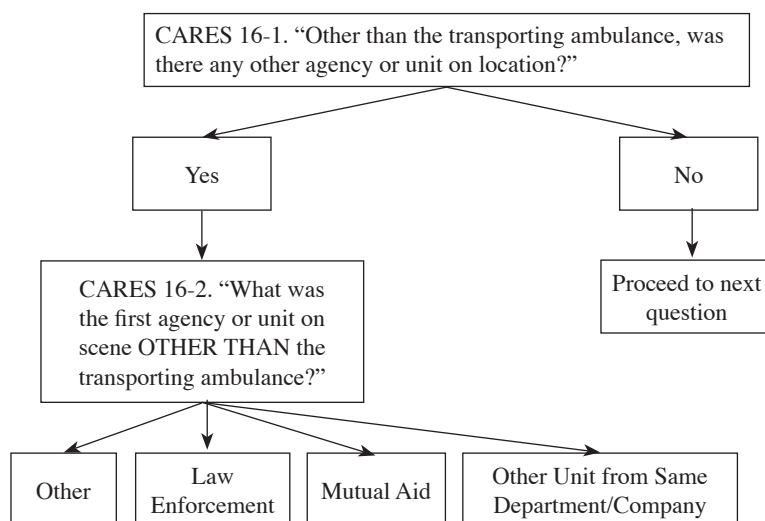 CARES 16-1. “Other than the transporting ambulance, was
there any other agency or unit on location?”
Yes
No
CARES 16-2. “What was
the first agency or unit on
scene OTHER THAN the
transporting ambulance?”
Proceed to next
question
Other
Law
Enforcement
Mutual Aid
Other Unit from Same
Department/Company